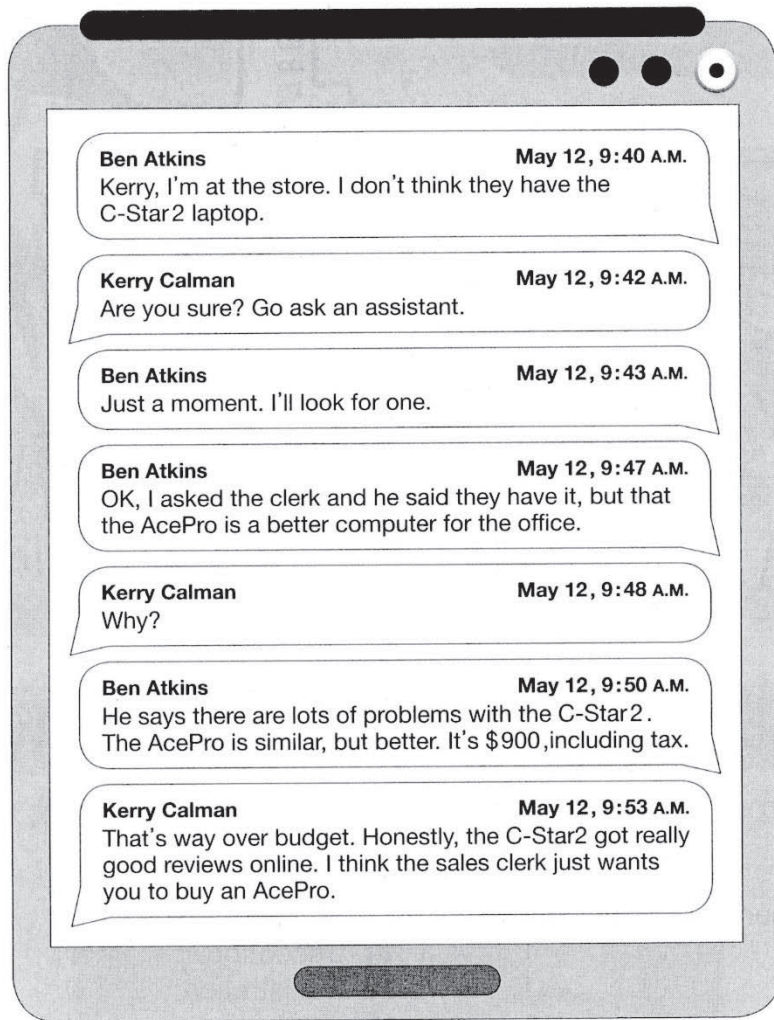 Ben Atkins May 12, 9:40 A.M.
Kerry, I'm at the store. I don't think they have the
C-Star2 laptop.
Kerry Calman May 12, 9:42 A.M.
Are you sure? Go ask an assistant.
Ben Atkins May 12, 9:43 A.M.
Just a moment. I'll look for one.
Ben Atkins May 12, 9:47 A.M.
OK, I asked the clerk and he said they have it, but that
the AcePro is a better computer for the office.
Kerry Calman May 12, 9:48 A.M.
Why?
Ben Atkins May 12, 9:50 A.M.
He says there are lots of problems with the C-Star2.
The AcePro is similar, but better. It's $900,including tax.
Kerry Calman May 12, 9:53 A.M.
That's way over budget. Honestly, the C-Star2 got really
good reviews online. I think the sales clerk just wants
you to buy an AcePro.